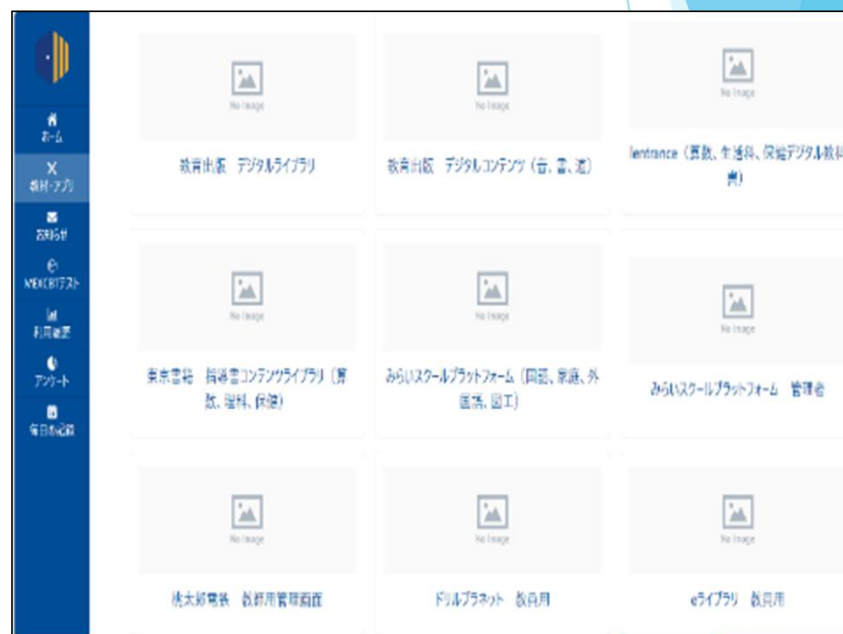 ホーム
教材・アプリ
お知らせ
MEXCBTテスト
利用履歴
アンケート
毎日の記録
No Image
No Image
No Image
教育出版 デジタルライブラリ
教育出版 デジタルコンテンツ（音、書、道）
lentrance（算数、生活科、保健デジタル教科
書）
No Image
No Image
No Image
東京書籍 指導書コンテンツライブラリ（算
数、理科、保健）
みらいスクールプラットフォーム（国語、家庭、外
国語、図工）
みらいスクールプラットフォーム 管理者
No Image
No Image
No Image
桃太郎電鉄 教師用管理画面
ドリルプラネット 教員用
eライブラリ 教員用